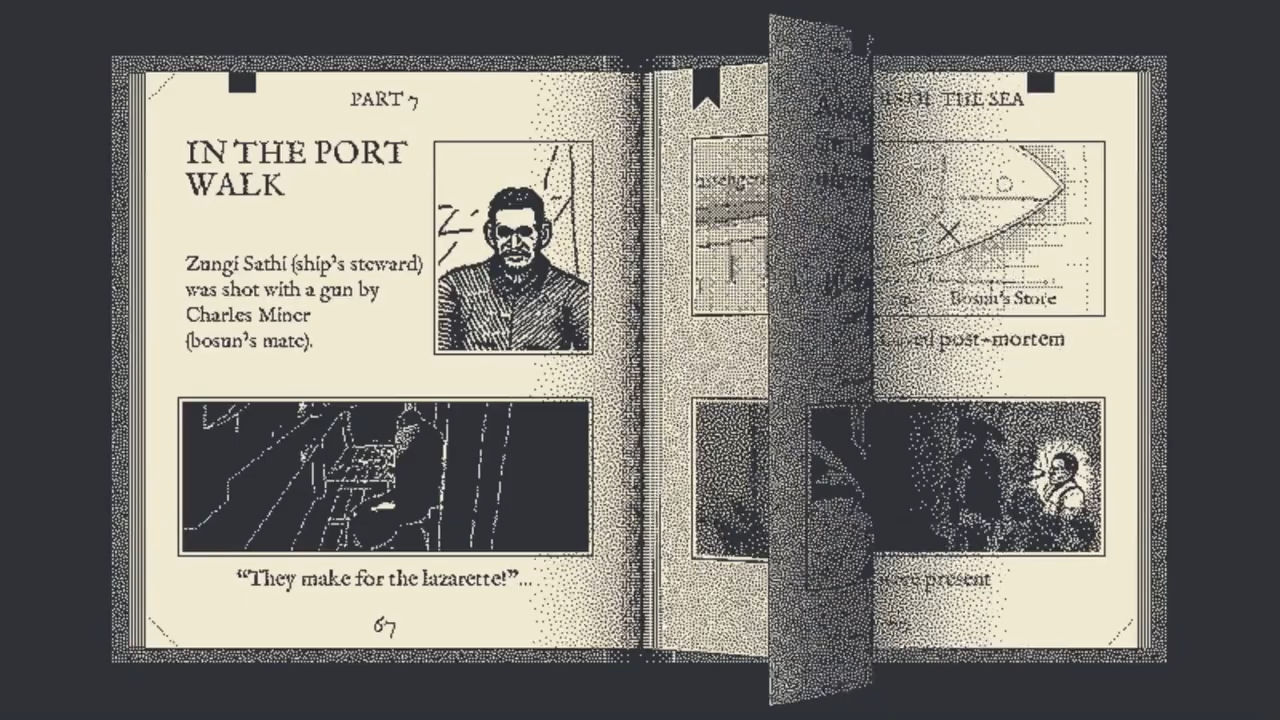 PART 7
IN THE PORT
WALK
Zungi Sathi (ship's steward)
was shot with a gun by
Charles Miner
(bosun's mate).
"They make for the lazarette!"...
67
THE SEA
Bosun's Store
post-mortem
present